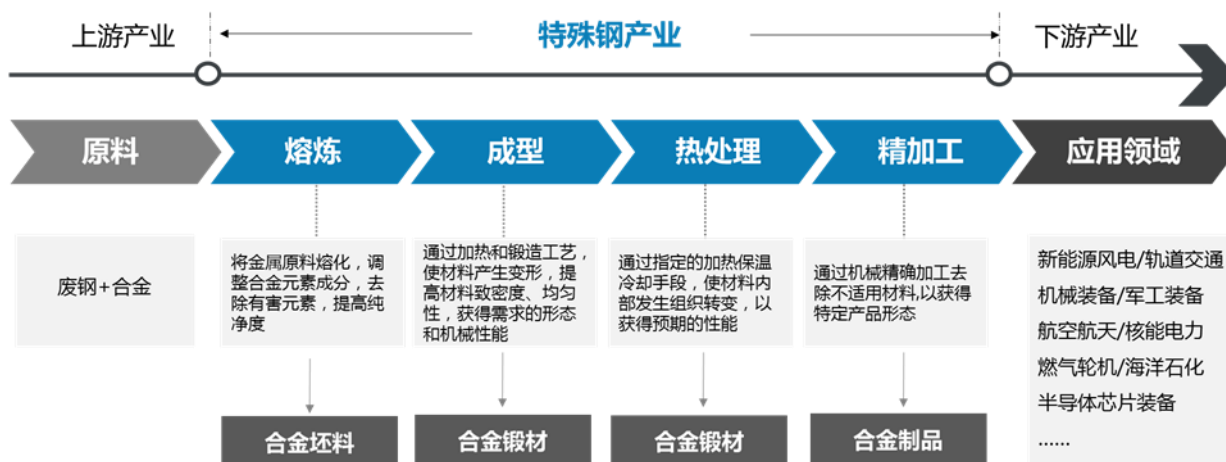 上游产业
特殊钢产业
下游产业
原料
熔炼
成型
热处理
精加工
应用领域
废钢+合金
将金属原料熔化，调
整合金元素成分，去
除有害元素，提高纯
净度
通过加热和锻造工艺，
使材料产生变形，提
高材料致密度、均匀
性，获得需求的形态
和机械性能
通过指定的加热保温
冷却手段，使材料内
部发生组织转变，以
获得预期的性能
通过机械精确加工去
除不适用材料,以获得
特定产品形态
新能源风电/轨道交通
机械装备/军工装备
航空航天/核能电力
燃气轮机/海洋石化
半导体芯片装备
......
合金坯料
合金锻材
合金锻材
合金制品